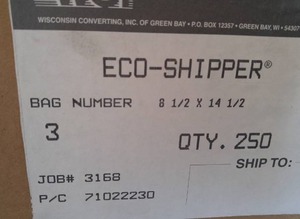 WISCONSIN CONVERTING, INC. OF GREEN BAY • P.O. BOX 12357 • GREEN BAY, WI • 54307
ECO-SHIPPER®
BAG NUMBER 8 1/2 X 14 1/2
3 QTY. 250
SHIP TO:
JOB# 3168
P/C 71022230